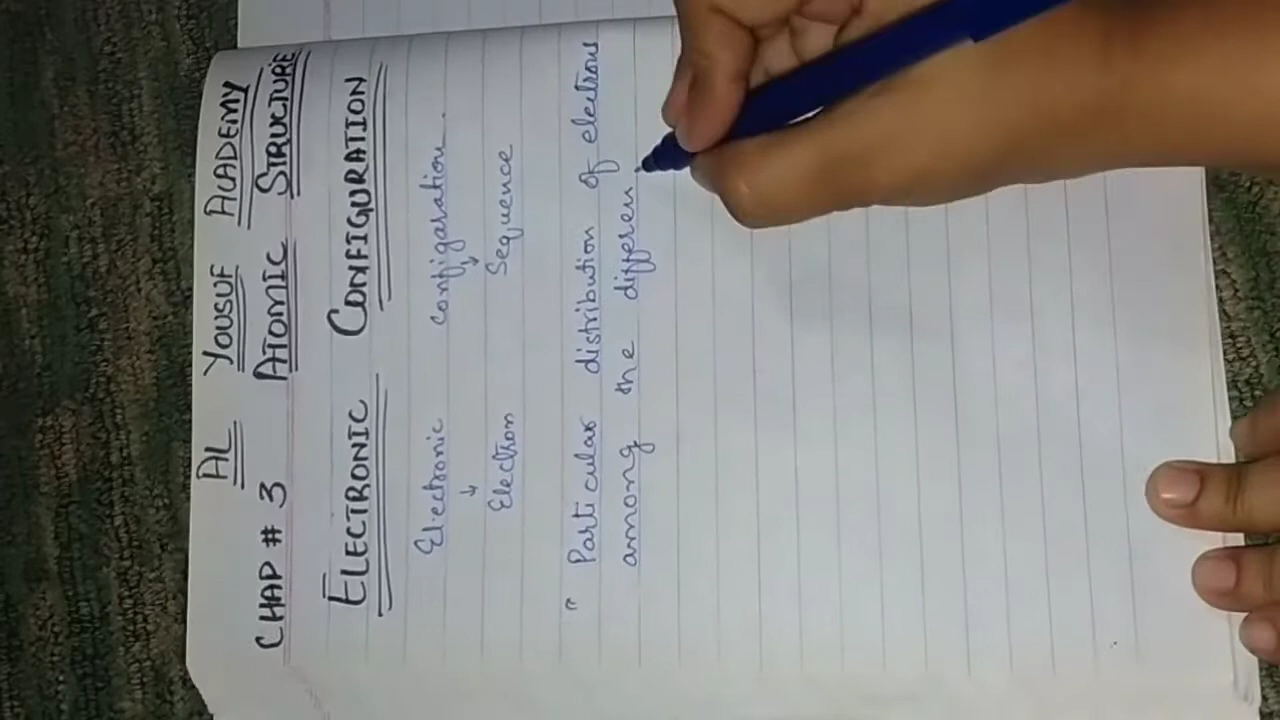 AL YOUSUF ACADEMY
CHAP # 3 ATOMIC STRUCTURE
ELECTRONIC CONFIGURATION
Electronic configaration.
↓ ↓
Electron Sequence
" Particular distribution of electrons
among the differen